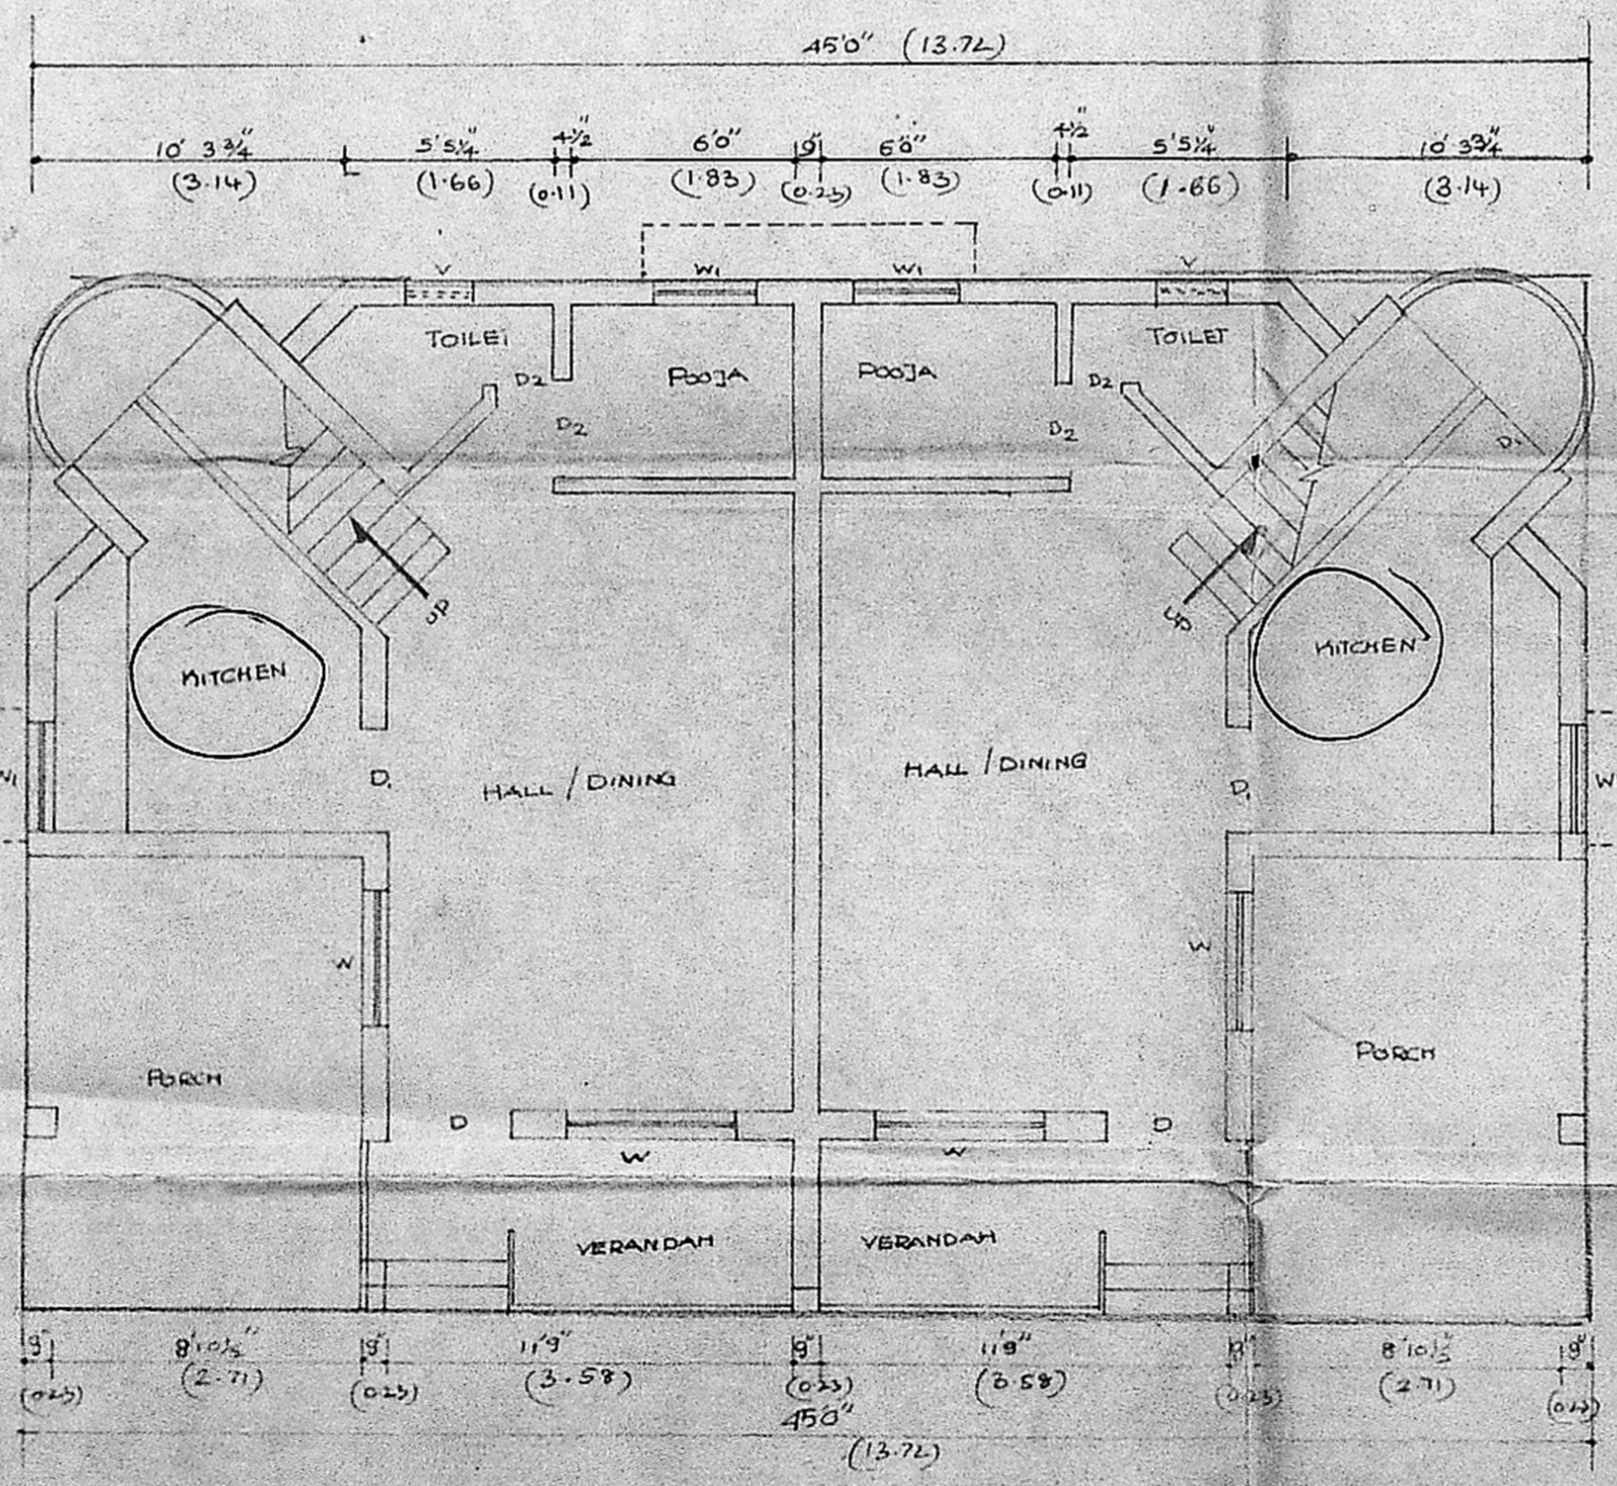 45'0" (13.72)
10' 3¾" 5'5¼" 4½" 6'0" 9" 6'0" 4½" 5'5¼" 10' 3¾"
(3.14) (1.66) (0.11) (1.83) (0.23) (1.83) (0.11) (1.66) (3.14)
V W1 W1 V
TOILET POOJA POOJA TOILET
D2 D2
D2 D2
UP UP
KITCHEN KITCHEN
W1 D1 HALL / DINING HALL / DINING D1 W
W W
PORCH PORCH
D D
W W
VERANDAH VERANDAH
9" 8'10½" 9" 11'9" 9" 11'9" 9" 8'10½" 9"
(0.23) (2.71) (0.23) (3.58) (0.23) (3.58) (0.23) (2.71) (0.23)
45'0"
(13.72)